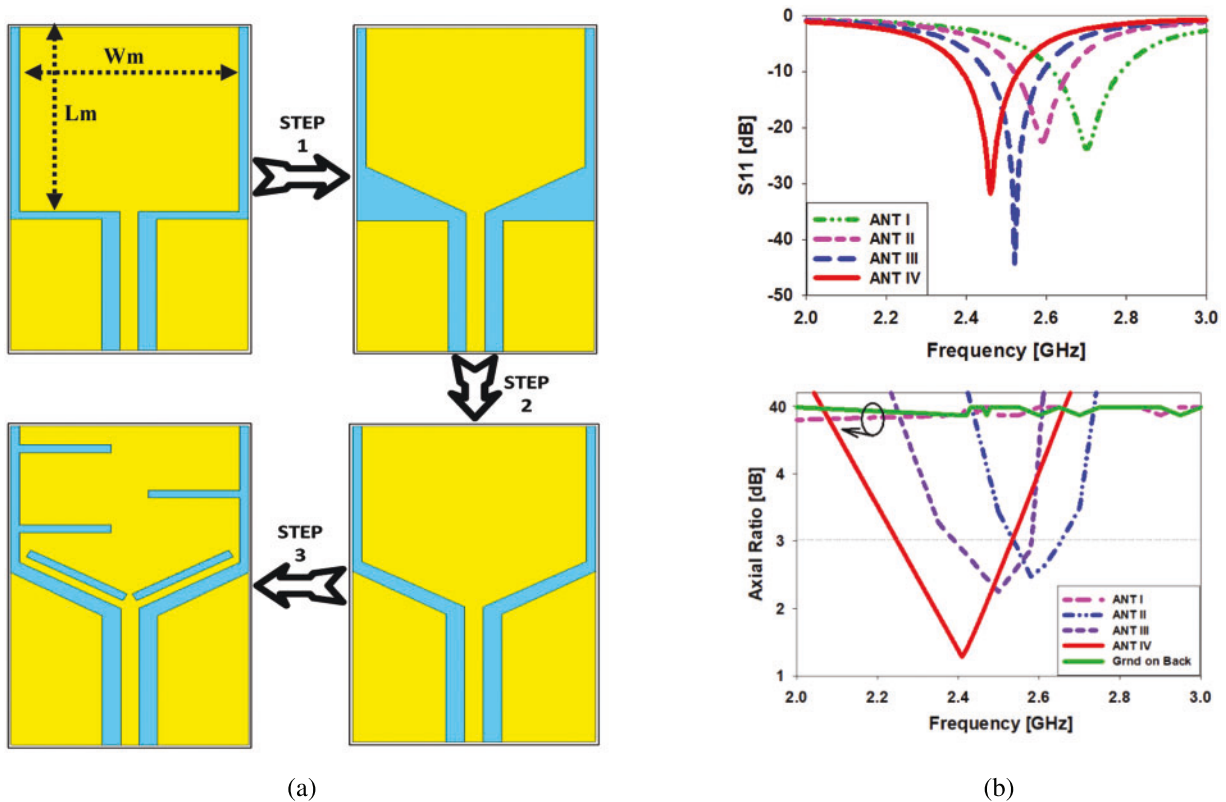 Wm
Lm
STEP
1
STEP
2
STEP
3
(a)
0
-10
-20
-30
-40
-50
S11 [dB]
ANT I
ANT II
ANT III
ANT IV
2.0 2.2 2.4 2.6 2.8 3.0
Frequency [GHz]
40
4
3
2
1
Axial Ratio [dB]
ANT I
ANT II
ANT III
ANT IV
Grnd on Back
2.0 2.2 2.4 2.6 2.8 3.0
Frequency [GHz]
(b)